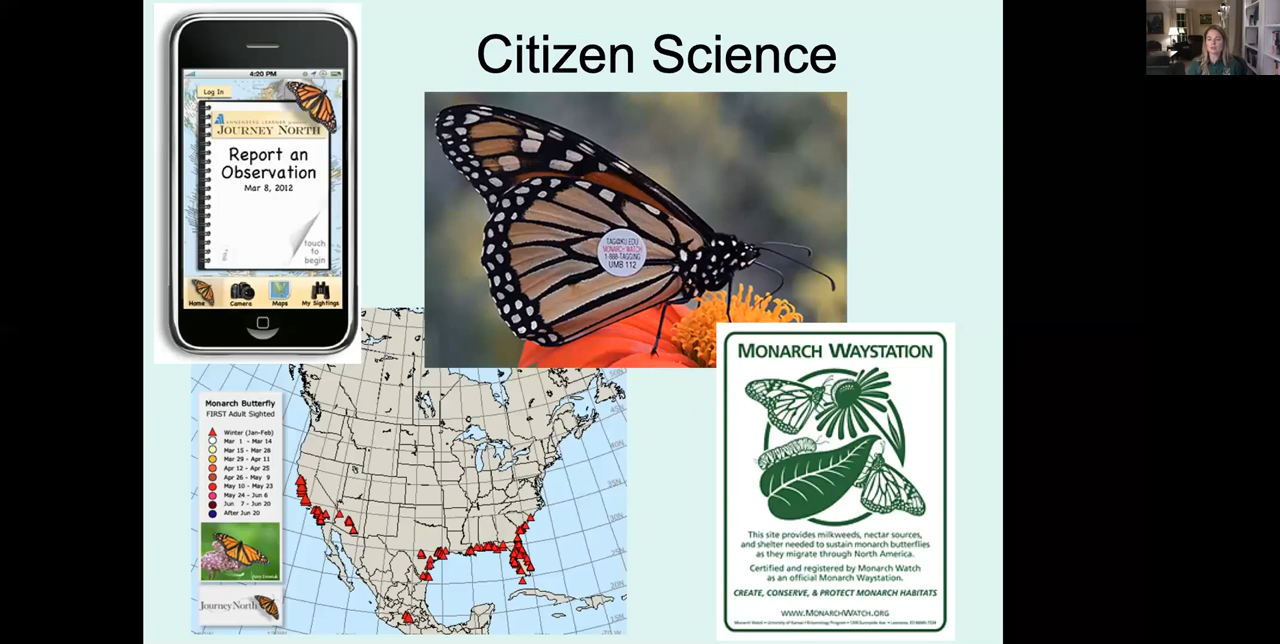 Citizen Science
4:20 PM
Log In
JOURNEY NORTH
Report an
Observation
Mar 8, 2012
touch
to
begin
Home
Camera
Maps
My Sightings
TAG@KU.EDU
MONARCH WATCH
1-888-TAGGING
UMB 112
Monarch Butterfly
FIRST Adult Sighted
Winter (Jan-Feb)
Mar 1 - Mar 14
Mar 15 - Mar 28
Mar 29 - Apr 11
Apr 12 - Apr 25
Apr 26 - May 9
May 10 - May 23
May 24 - Jun 6
Jun 7 - Jun 20
After Jun 20
Journey North
MONARCH WAYSTATION
This site provides milkweeds, nectar sources,
and shelter needed to sustain monarch butterflies
as they migrate through North America.
Certified and registered by Monarch Watch
as an official Monarch Waystation.
CREATE, CONSERVE, & PROTECT MONARCH HABITATS
WWW.MONARCHWATCH.ORG